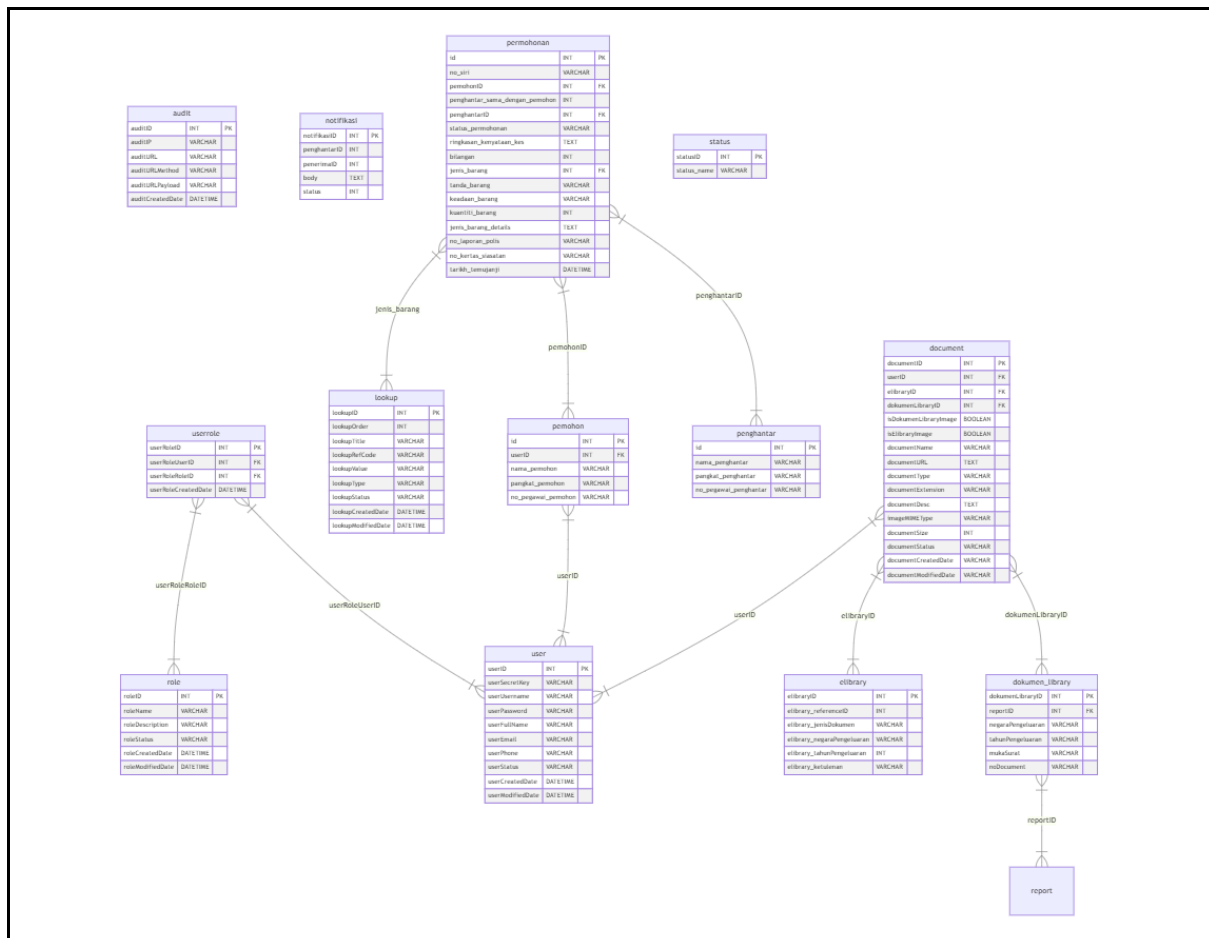 permohonan
id INT PK
no_siri VARCHAR
pemohonID INT FK
penghantar_sama_dengan_pemohon INT
penghantarID INT FK
status_permohonan VARCHAR
ringkasan_kenyataan_kes TEXT
bilangan INT
jenis_barang INT FK
tanda_barang VARCHAR
keadaan_barang VARCHAR
kuantiti_barang INT
jenis_barang_details TEXT
no_laporan_polis VARCHAR
no_kertas_siasatan VARCHAR
tarikh_temujanji DATETIME
audit
auditID INT PK
auditIP VARCHAR
auditURL VARCHAR
auditURLMethod VARCHAR
auditURLPayload VARCHAR
auditCreatedDate DATETIME
notifikasi
notifikasiID INT PK
penghantarID INT
penerimaID INT
body TEXT
status INT
status
statusID INT PK
status_name VARCHAR
jenis_barang
pemohonID
penghantarID
document
documentID INT PK
userID INT FK
elibraryID INT FK
dokumenLibraryID INT FK
isDokumenLibraryImage BOOLEAN
isElibraryImage BOOLEAN
documentName VARCHAR
documentURL TEXT
documentType VARCHAR
documentExtension VARCHAR
documentDesc TEXT
imageMIMEType VARCHAR
documentSize INT
documentStatus VARCHAR
documentCreatedDate VARCHAR
documentModifiedDate VARCHAR
lookup
lookupID INT PK
lookupOrder INT
lookupTitle VARCHAR
lookupRefCode VARCHAR
lookupValue VARCHAR
lookupType VARCHAR
lookupStatus VARCHAR
lookupCreatedDate DATETIME
lookupModifiedDate DATETIME
userrole
userRoleID INT PK
userRoleUserID INT FK
userRoleRoleID INT FK
userRoleCreatedDate DATETIME
pemohon
id INT PK
userID INT FK
nama_pemohon VARCHAR
pangkat_pemohon VARCHAR
no_pegawai_pemohon VARCHAR
penghantar
id INT PK
nama_penghantar VARCHAR
pangkat_penghantar VARCHAR
no_pegawai_penghantar VARCHAR
userRoleRoleID
userRoleUserID
userID
userID
elibraryID
dokumenLibraryID
role
roleID INT PK
roleName VARCHAR
roleDescription VARCHAR
roleStatus VARCHAR
roleCreatedDate DATETIME
roleModifiedDate DATETIME
user
userID INT PK
userSecretKey VARCHAR
userUsername VARCHAR
userPassword VARCHAR
userFullName VARCHAR
userEmail VARCHAR
userPhone VARCHAR
userStatus VARCHAR
userCreatedDate DATETIME
userModifiedDate DATETIME
elibrary
elibraryID INT PK
elibrary_referenceID INT
elibrary_jenisDokumen VARCHAR
elibrary_negaraPengeluaran VARCHAR
elibrary_tahunPengeluaran INT
elibrary_ketulenan VARCHAR
dokumen_library
dokumenLibraryID INT PK
reportID INT FK
negaraPengeluaran VARCHAR
tahunPengeluaran VARCHAR
mukaSurat VARCHAR
noDocument VARCHAR
reportID
report